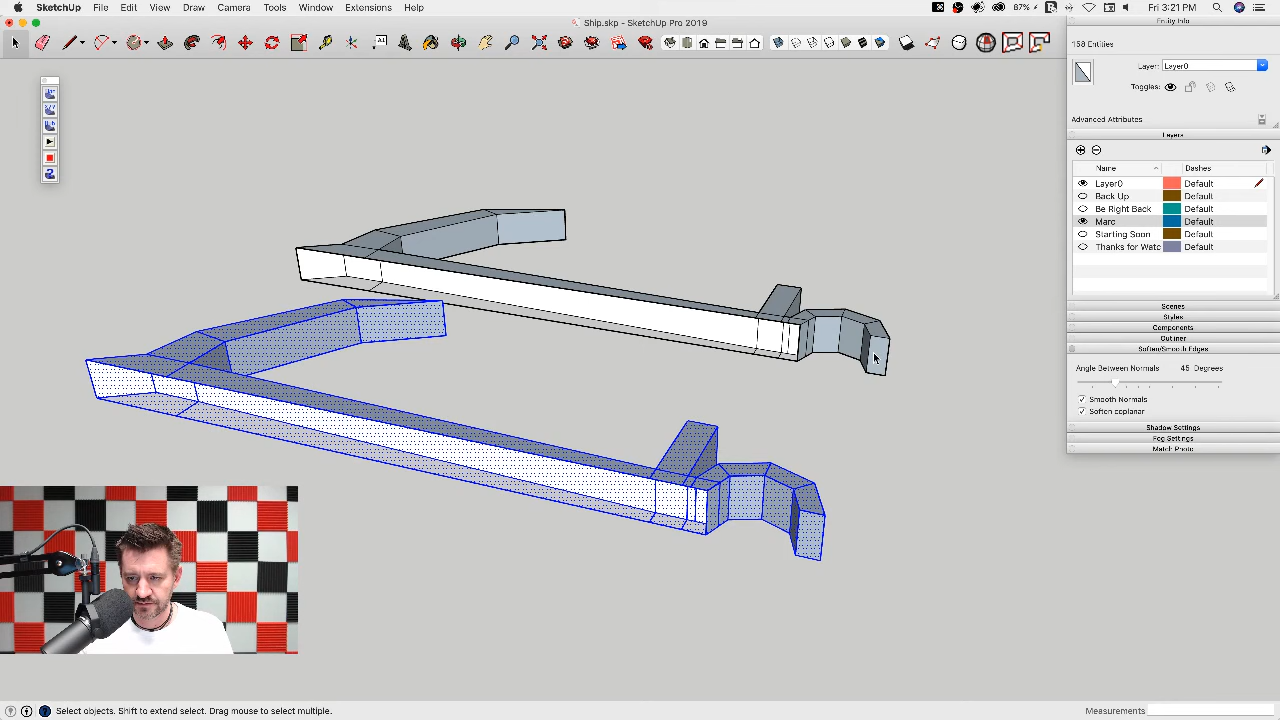 SketchUp File Edit View Draw Camera Tools Window Extensions Help
87% Fri 3:21 PM
Ship.skp - SketchUp Pro 2019
Entity Info
158 Entities
Layer: Layer0
Toggles:
Advanced Attributes
Layers
Name Dashes
Layer0 Default
Back Up Default
Be Right Back Default
Marc Default
Starting Soon Default
Thanks for Watc Default
Scenes
Styles
Components
Outliner
Soften/Smooth Edges
Angle Between Normals 45 Degrees
Smooth Normals
Soften coplanar
Shadow Settings
Fog Settings
Match Photo
Select objects. Shift to extend select. Drag mouse to select multiple.
Measurements